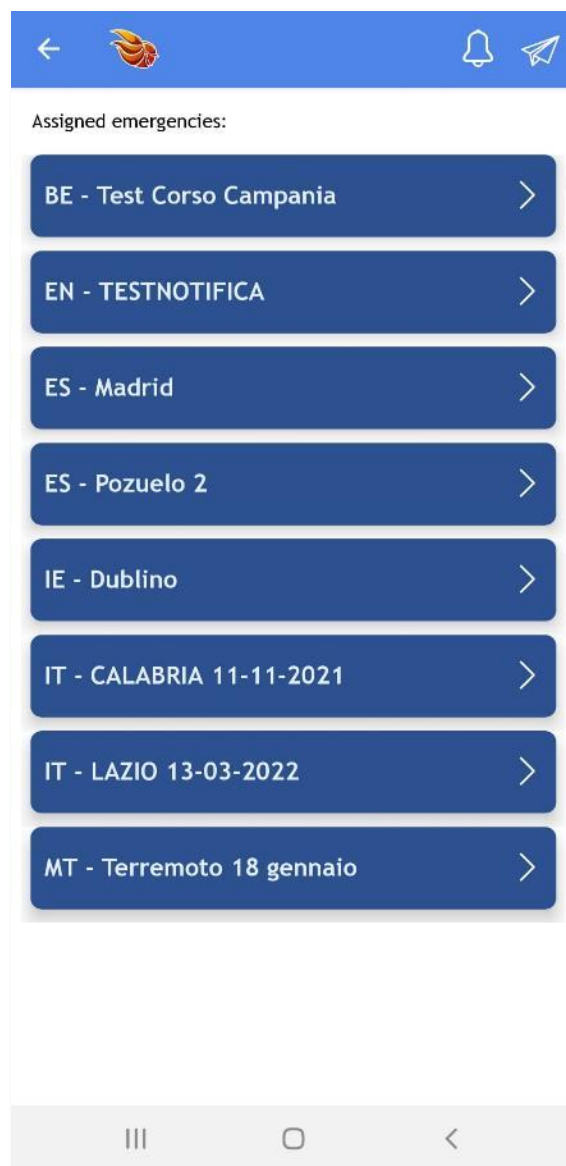 Assigned emergencies:
BE - Test Corso Campania
EN - TESTNOTIFICA
ES - Madrid
ES - Pozuelo 2
IE - Dublino
IT - CALABRIA 11-11-2021
IT - LAZIO 13-03-2022
MT - Terremoto 18 gennaio